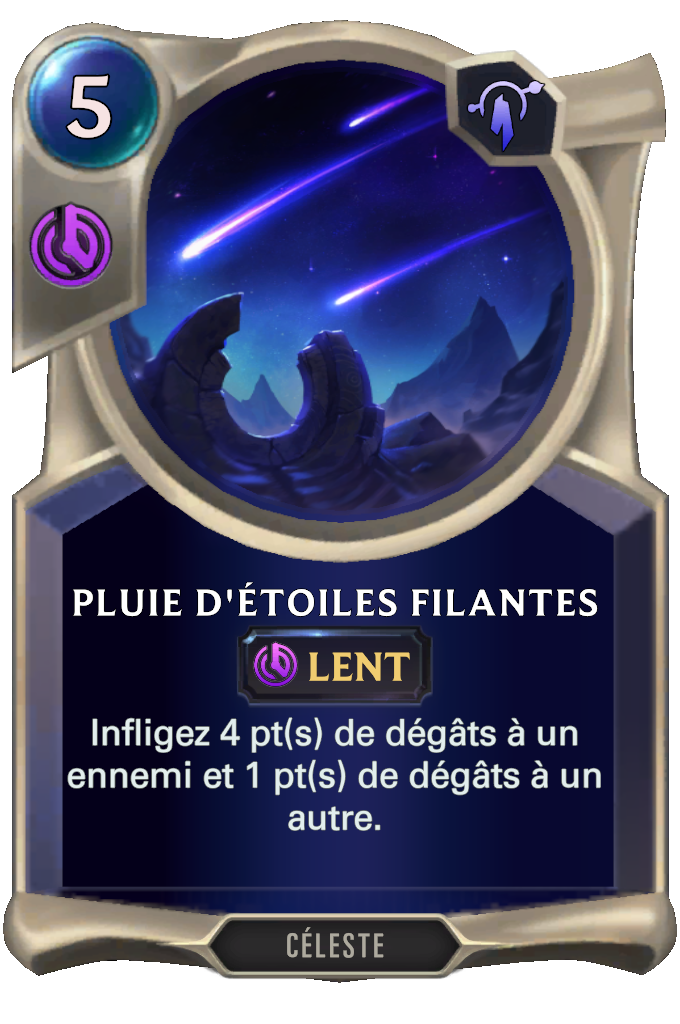 5
PLUIE D'ÉTOILES FILANTES
LENT
Infligez 4 pt(s) de dégâts à un
ennemi et 1 pt(s) de dégâts à un
autre.
CÉLESTE